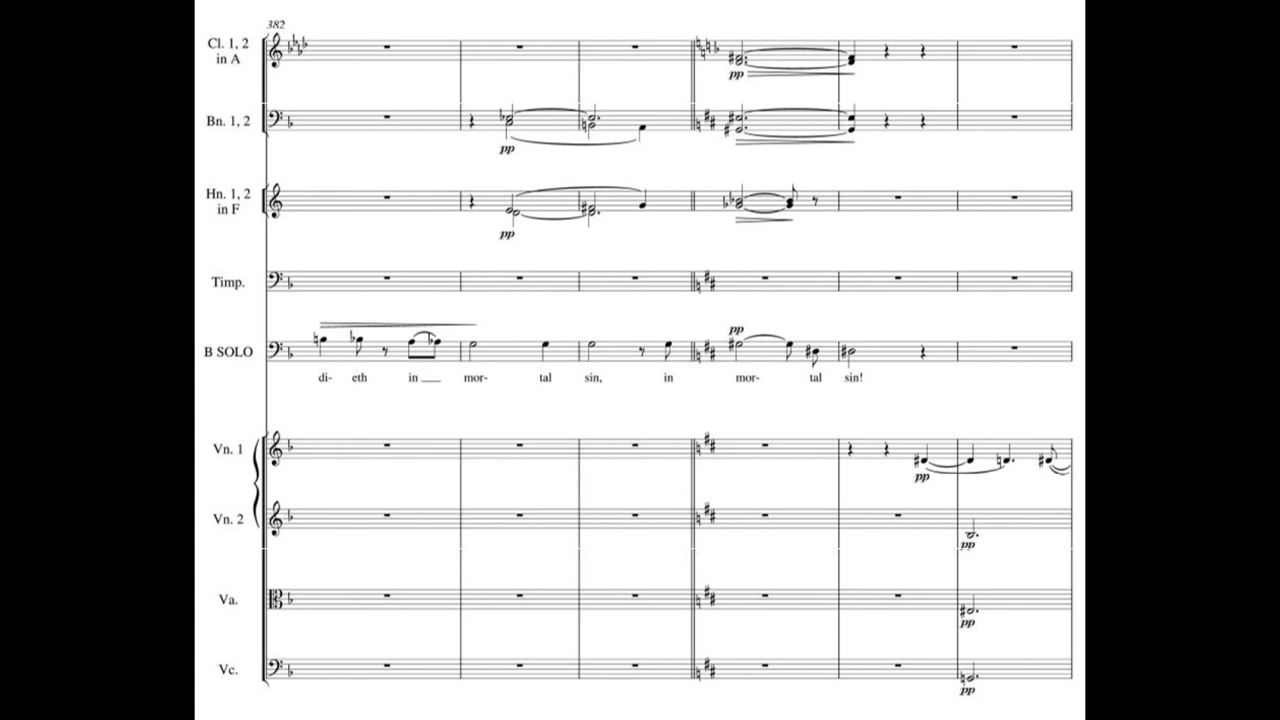 382
Cl. 1, 2
in A
pp
Bn. 1, 2
pp
Hn. 1, 2
in F
pp
Timp.
pp
B SOLO
di- eth in mor- tal sin, in mor- tal sin!
Vn. 1
pp
Vn. 2
pp
Va.
pp
Vc.
pp